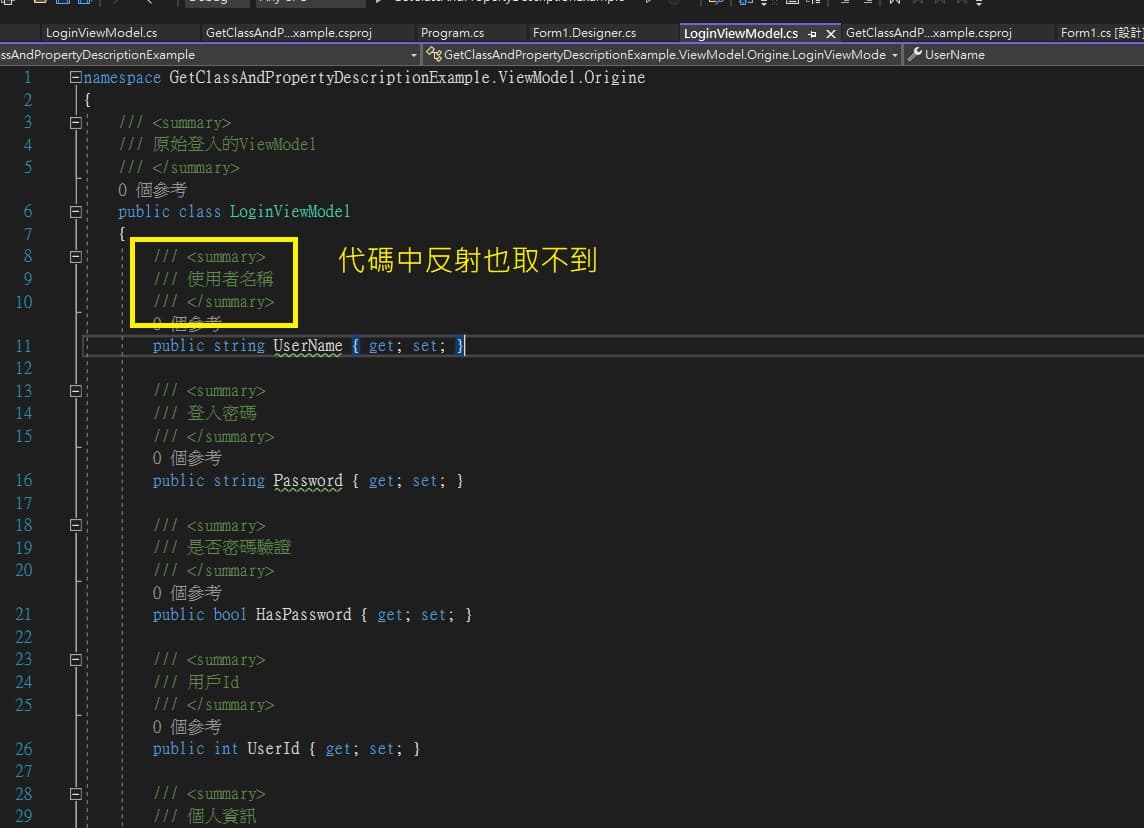 LoginViewModel.cs GetClassAndP...xample.csproj Program.cs Form1.Designer.cs LoginViewModel.cs GetClassAndP...xample.csproj Form1.cs [設計]
ssAndPropertyDescriptionExample GetClassAndPropertyDescriptionExample.ViewModel.Origine.LoginViewMode UserName
1 namespace GetClassAndPropertyDescriptionExample.ViewModel.Origine
2 {
3 /// <summary>
4 /// 原始登入的ViewModel
5 /// </summary>
0 個參考
6 public class LoginViewModel
7 {
8 /// <summary>
代碼中反射也取不到
9 /// 使用者名稱
10 /// </summary>
0 個參考
11 public string UserName { get; set; }
12
13 /// <summary>
14 /// 登入密碼
15 /// </summary>
0 個參考
16 public string Password { get; set; }
17
18 /// <summary>
19 /// 是否密碼驗證
20 /// </summary>
0 個參考
21 public bool HasPassword { get; set; }
22
23 /// <summary>
24 /// 用戶Id
25 /// </summary>
0 個參考
26 public int UserId { get; set; }
27
28 /// <summary>
29 /// 個人資訊